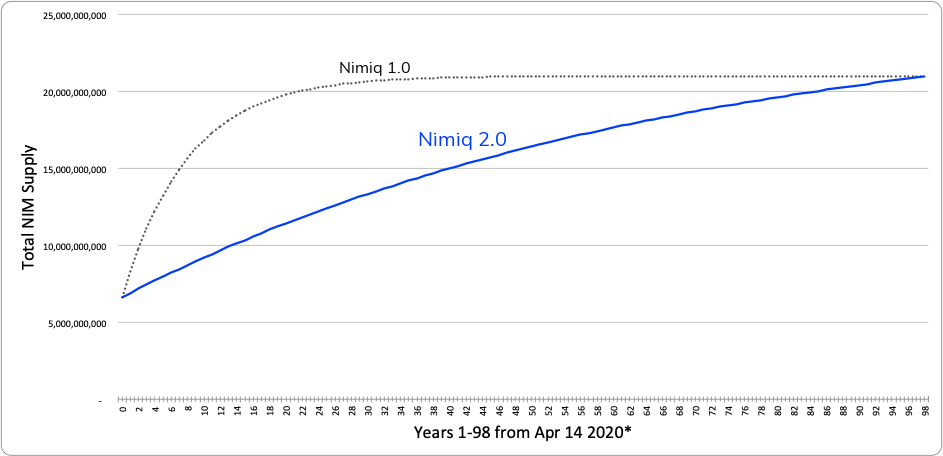 25,000,000,000
Nimiq 1.0
20,000,000,000
Nimiq 2.0
15,000,000,000
10,000,000,000
5,000,000,000
-
Total NIM Supply
0 2 4 6 8 10 12 14 16 18 20 22 24 26 28 30 32 34 36 38 40 42 44 46 48 50 52 54 56 58 60 62 64 66 68 70 72 74 76 78 80 82 84 86 88 90 92 94 96 98
Years 1-98 from Apr 14 2020*